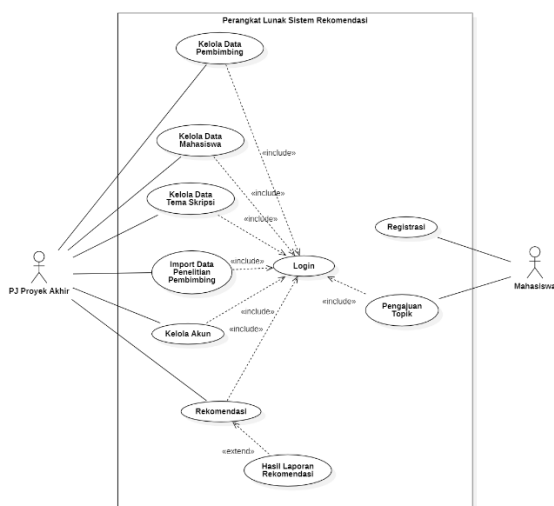 Perangkat Lunak Sistem Rekomendasi
Kelola Data
Pembimbing
Kelola Data
Mahasiswa
«include»
Kelola Data
Tema Skripsi
«include»
«include»
Registrasi
Import Data
Penelitian
Pembimbing
«include»
Login
PJ Proyek Akhir
Mahasiswa
«include»
Pengajuan
Topik
«include»
Kelola Akun
«include»
Rekomendasi
«extend»
Hasil Laporan
Rekomendasi